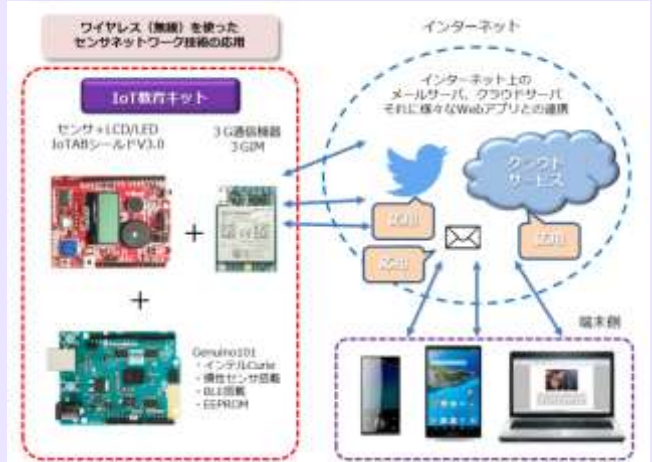 ワイヤレス（無線）を使った
センサネットワーク技術の応用
IoT教育キット
センサ+LCD/LED
IoTABシールドV3.0
3G通信機器
3GIM
+
+
Genuino101
・インテルCurie
・慣性センサ搭載
・BLE搭載
・EEPROM
インターネット
インターネット上の
メールサーバ、クラウドサーバ
それに様々なWebアプリとの連携
クラウド
サービス
応用
応用
応用
端末側